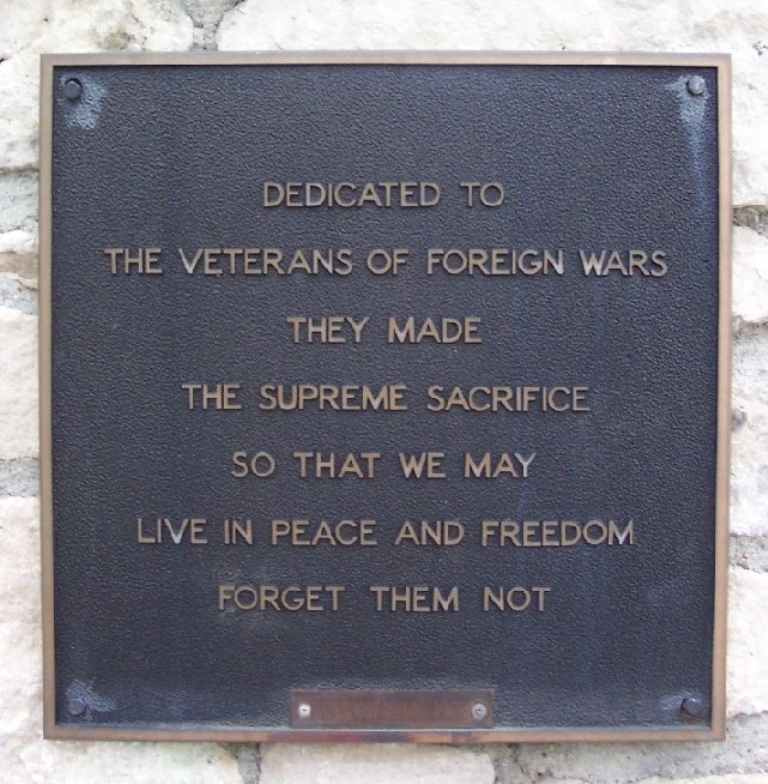 DEDICATED TO
THE VETERANS OF FOREIGN WARS
THEY MADE
THE SUPREME SACRIFICE
SO THAT WE MAY
LIVE IN PEACE AND FREEDOM
FORGET THEM NOT